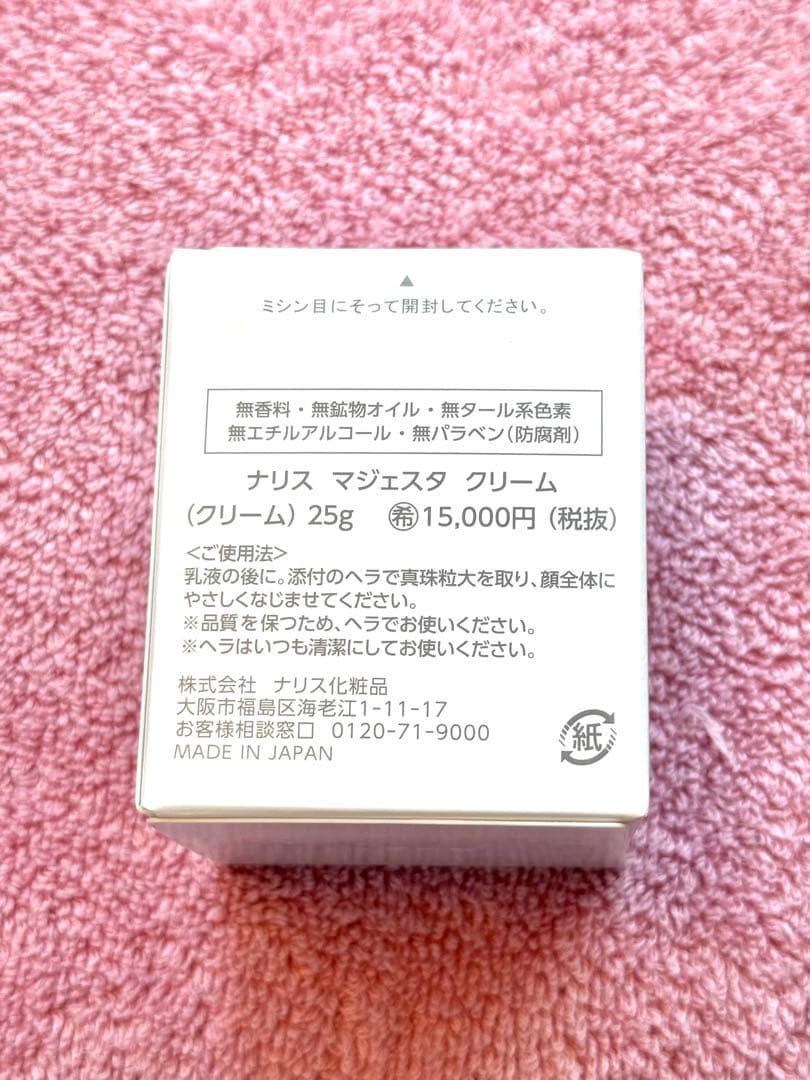 ▲
ミシン目にそって開封してください。
無香料・無鉱物オイル・無タール系色素
無エチルアルコール・無パラベン(防腐剤)
ナリス マジェスタ クリーム
(クリーム) 25g ㊒15,000円 (税抜)
<ご使用法>
乳液の後に。添付のヘラで真珠粒大を取り、顔全体に
やさしくなじませてください。
※品質を保つため、ヘラでお使いください。
※ヘラはいつも清潔にしてお使いください。
株式会社 ナリス化粧品
大阪市福島区海老江1-11-17
お客様相談窓口 0120-71-9000
MADE IN JAPAN
紙